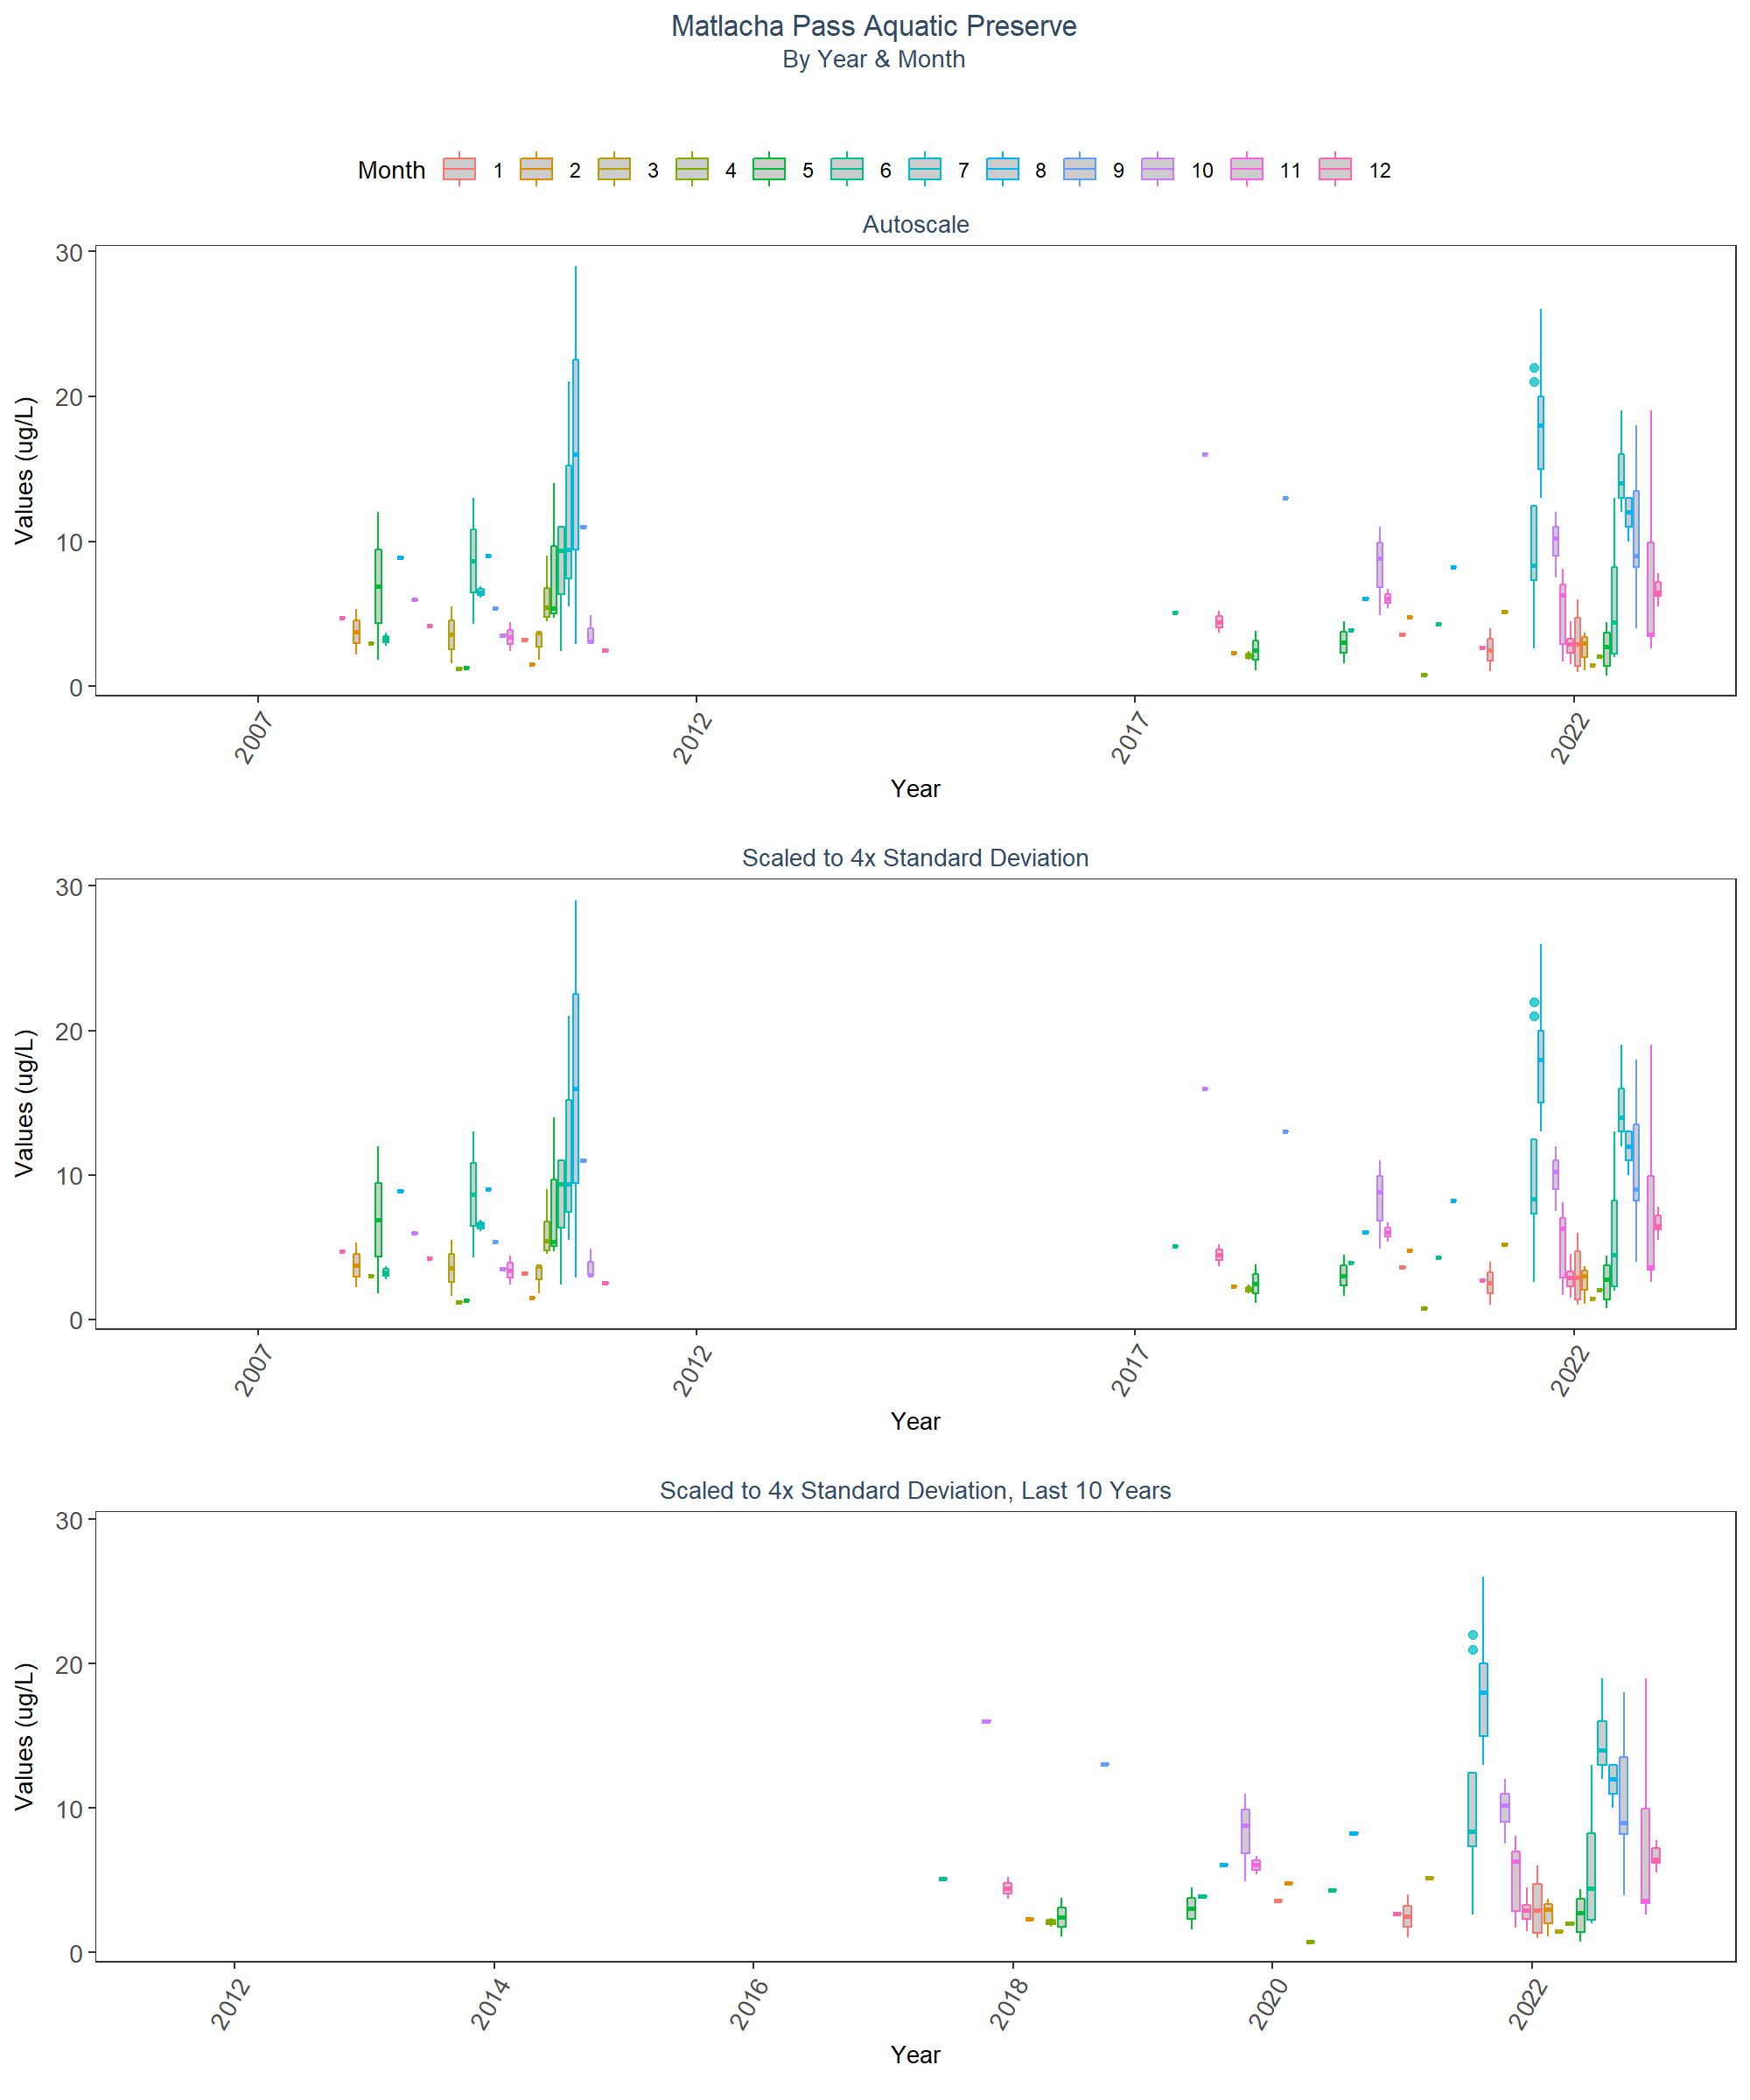 Matlacha Pass Aquatic Preserve
By Year & Month
Month 1 2 3 4 5 6 7 8 9 10 11 12
Autoscale
Values (ug/L)
30
20
10
0
2007 2012 2017 2022
Year
Scaled to 4x Standard Deviation
Values (ug/L)
30
20
10
0
2007 2012 2017 2022
Year
Scaled to 4x Standard Deviation, Last 10 Years
Values (ug/L)
30
20
10
0
2012 2014 2016 2018 2020 2022
Year